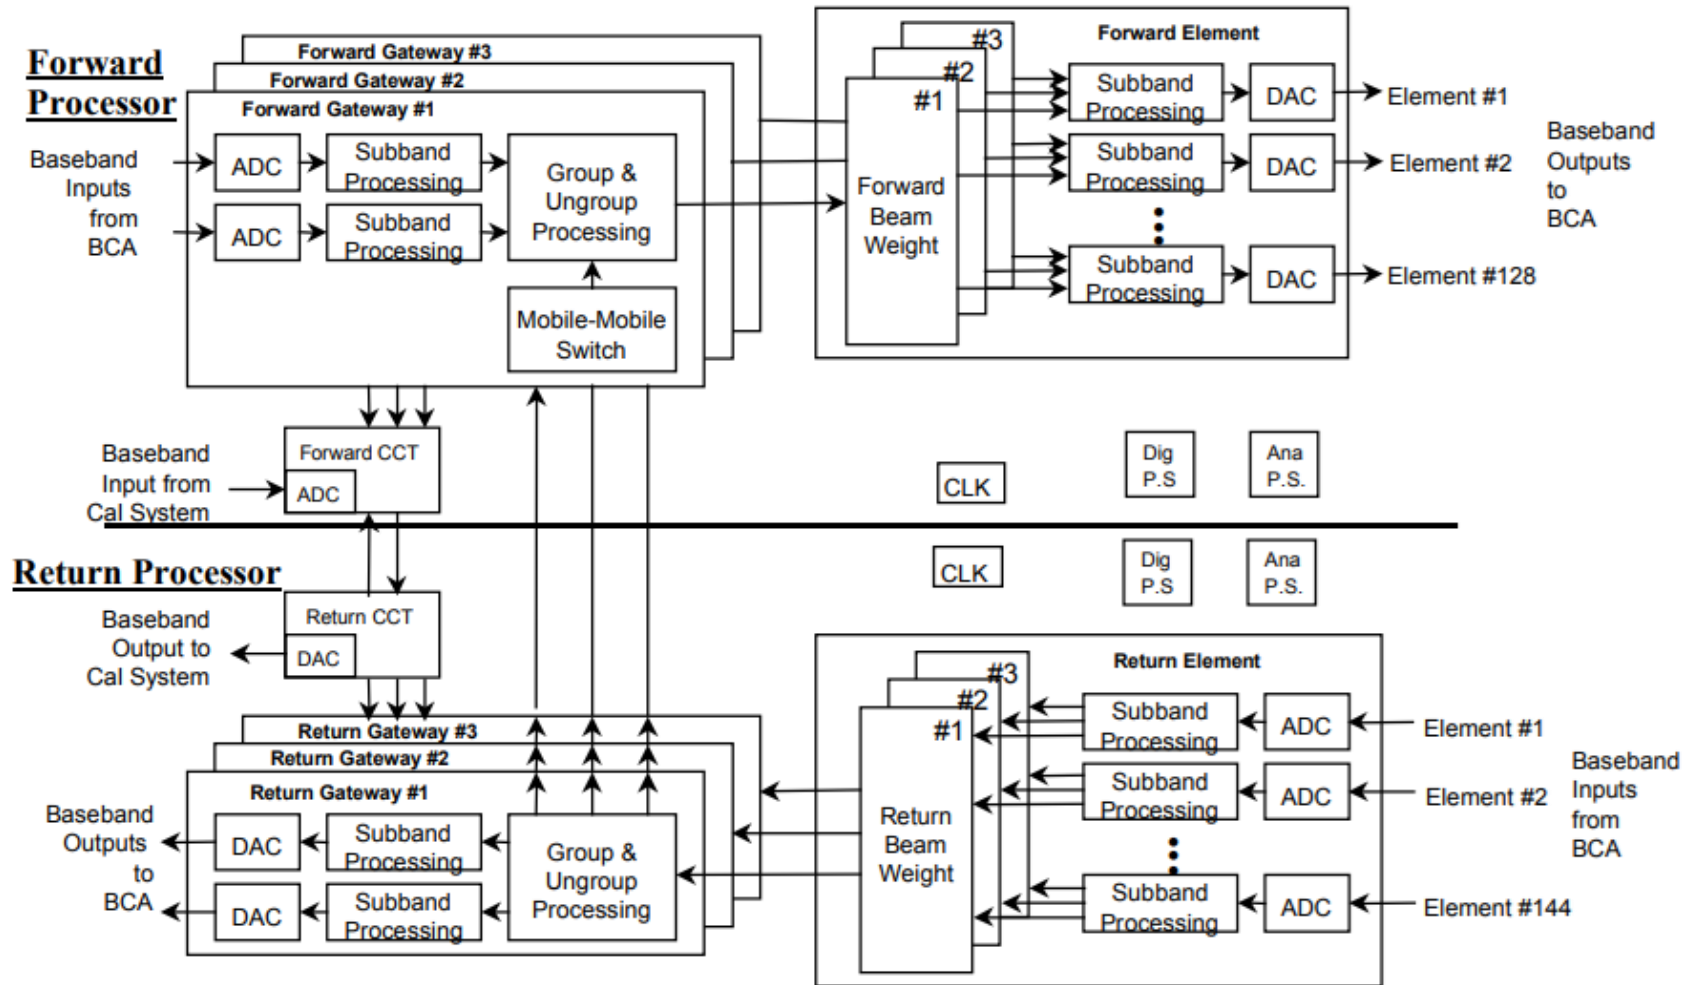 Forward
Processor
Forward Gateway #3
Forward Gateway #2
Forward Gateway #1
Baseband
Inputs
from
BCA
ADC
Subband
Processing
ADC
Subband
Processing
Group &
Ungroup
Processing
Mobile-Mobile
Switch
Forward Element
#3
#2
#1
Forward
Beam
Weight
Subband
Processing
DAC
Element #1
Subband
Processing
DAC
Element #2
Subband
Processing
DAC
Element #128
Baseband
Outputs
to
BCA
Baseband
Input from
Cal System
Forward CCT
ADC
CLK
Dig
P.S
Ana
P.S.
Return Processor
CLK
Dig
P.S
Ana
P.S.
Baseband
Output to
Cal System
Return CCT
DAC
Return Gateway #3
Return Gateway #2
Return Gateway #1
Baseband
Outputs
to
BCA
DAC
Subband
Processing
DAC
Subband
Processing
Group &
Ungroup
Processing
Return Element
#3
#2
#1
Return
Beam
Weight
Subband
Processing
ADC
Element #1
Subband
Processing
ADC
Element #2
Subband
Processing
ADC
Element #144
Baseband
Inputs
from
BCA